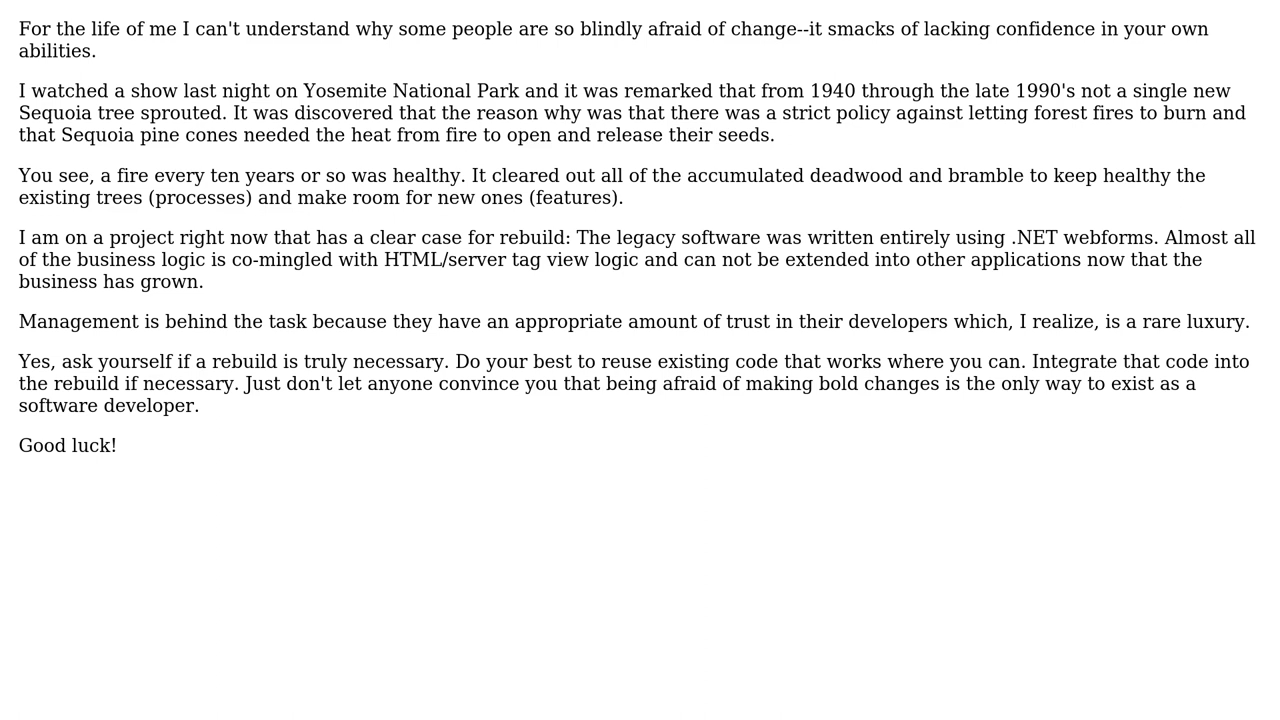 For the life of me I can't understand why some people are so blindly afraid of change--it smacks of lacking confidence in your own
abilities.
I watched a show last night on Yosemite National Park and it was remarked that from 1940 through the late 1990's not a single new
Sequoia tree sprouted. It was discovered that the reason why was that there was a strict policy against letting forest fires to burn and
that Sequoia pine cones needed the heat from fire to open and release their seeds.
You see, a fire every ten years or so was healthy. It cleared out all of the accumulated deadwood and bramble to keep healthy the
existing trees (processes) and make room for new ones (features).
I am on a project right now that has a clear case for rebuild: The legacy software was written entirely using .NET webforms. Almost all
of the business logic is co-mingled with HTML/server tag view logic and can not be extended into other applications now that the
business has grown.
Management is behind the task because they have an appropriate amount of trust in their developers which, I realize, is a rare luxury.
Yes, ask yourself if a rebuild is truly necessary. Do your best to reuse existing code that works where you can. Integrate that code into
the rebuild if necessary. Just don't let anyone convince you that being afraid of making bold changes is the only way to exist as a
software developer.
Good luck!